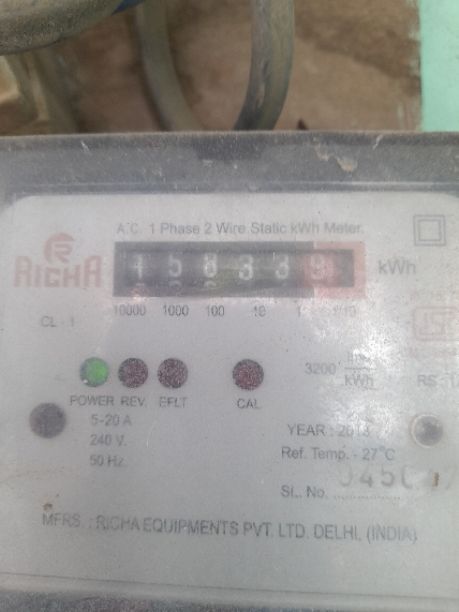 A.C. 1 Phase 2 Wire Static kWh Meter.
RICHA
15833 kWh
10000 1000 100 10 1 1/10
CL - 1
3200 imp/kWh
POWER REV. EFLT CAL
5-20 A
240 V.
50 Hz.
YEAR :
Ref. Temp. - 27°C
SL. No.
MFRS. : RICHA EQUIPMENTS PVT. LTD. DELHI, (INDIA)